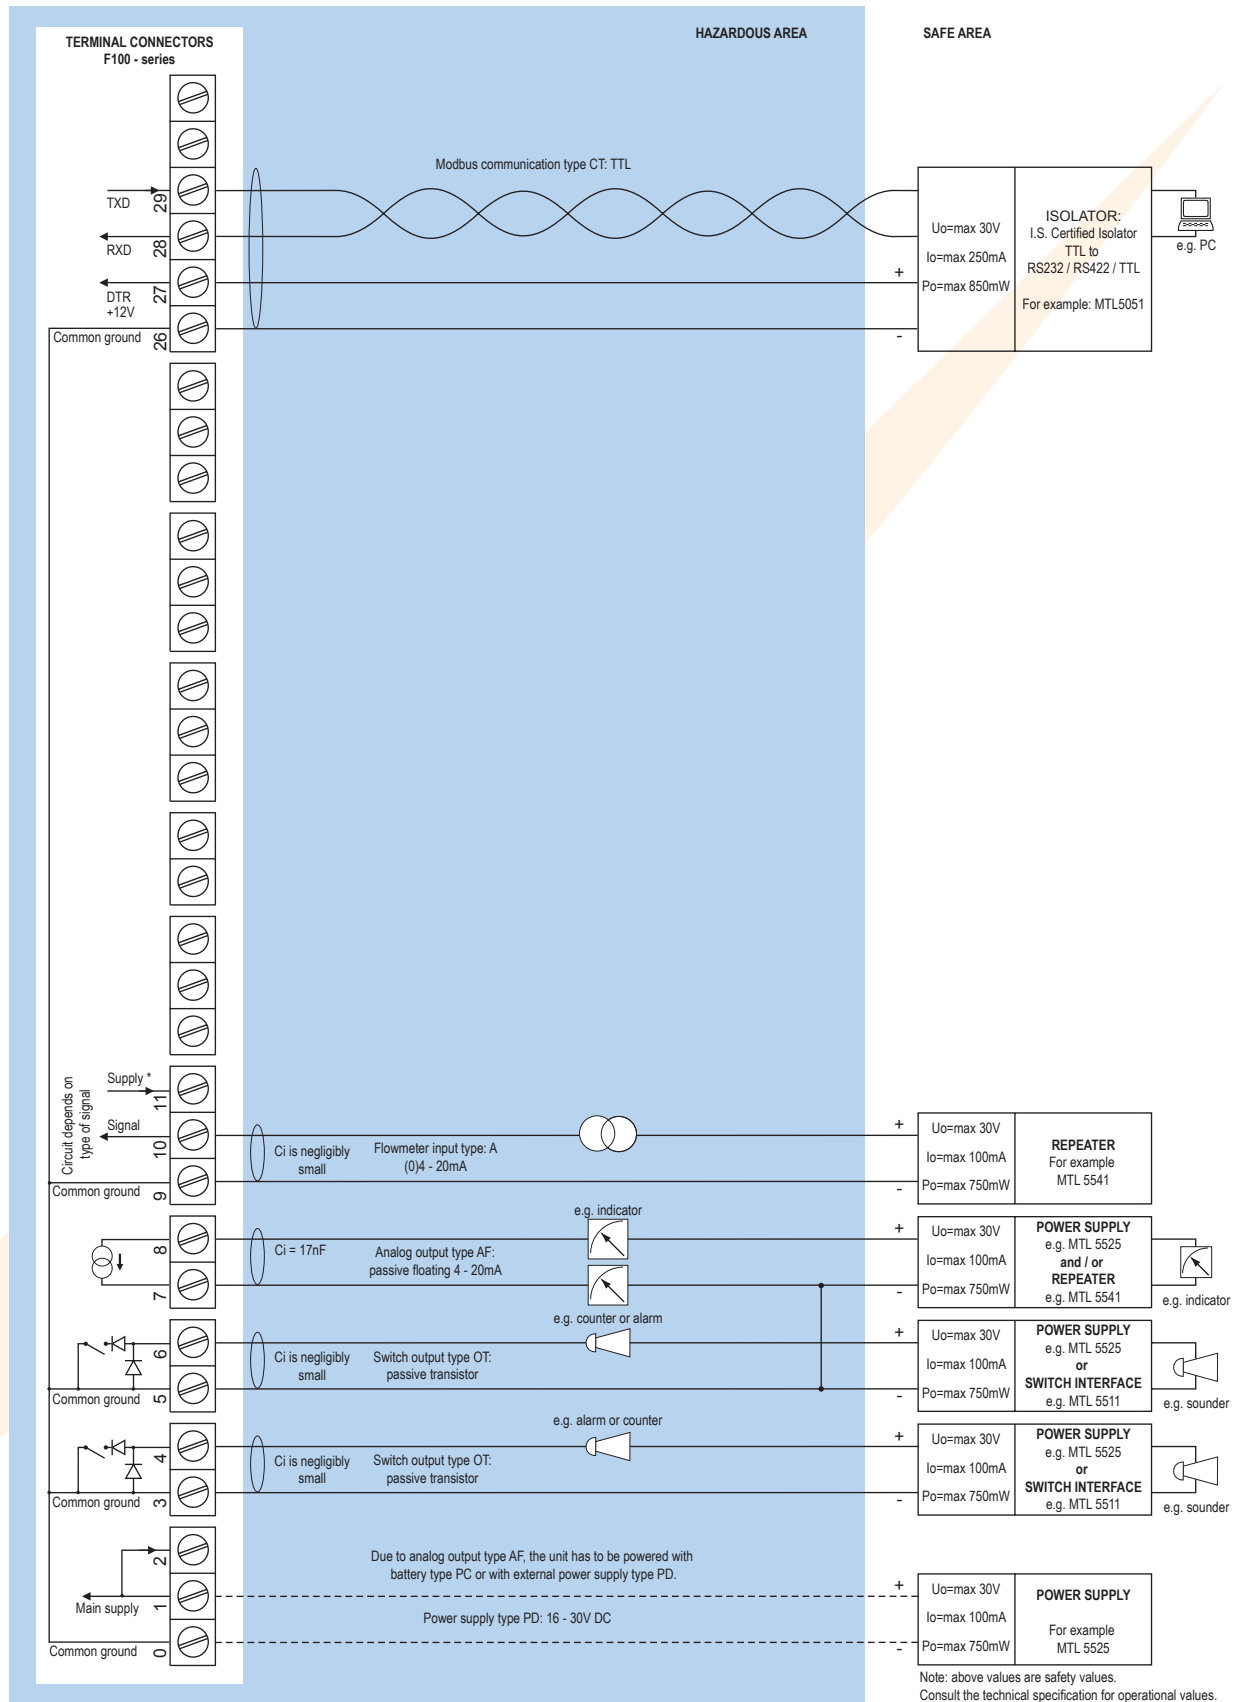 HAZARDOUS AREA
SAFE AREA
TERMINAL CONNECTORS
F100 - series
Modbus communication type CT: TTL
TXD
29
RXD
28
DTR
+12V
27
Common ground
26
+
-
Uo=max 30V
Io=max 250mA
Po=max 850mW
ISOLATOR:
I.S. Certified Isolator
TTL to
RS232 / RS422 / TTL
For example: MTL5051
e.g. PC
Circuit depends on
type of signal
Supply *
11
Signal
10
Common ground
9
Ci is negligibly
small
Flowmeter input type: A
(0)4 - 20mA
+
-
Uo=max 30V
Io=max 100mA
Po=max 750mW
REPEATER
For example
MTL 5541
8
7
Ci = 17nF
Analog output type AF:
passive floating 4 - 20mA
e.g. indicator
+
-
Uo=max 30V
Io=max 100mA
Po=max 750mW
POWER SUPPLY
e.g. MTL 5525
and / or
REPEATER
e.g. MTL 5541
e.g. indicator
6
5
Common ground
Ci is negligibly
small
Switch output type OT:
passive transistor
e.g. counter or alarm
+
-
Uo=max 30V
Io=max 100mA
Po=max 750mW
POWER SUPPLY
e.g. MTL 5525
or
SWITCH INTERFACE
e.g. MTL 5511
e.g. sounder
4
3
Common ground
Ci is negligibly
small
Switch output type OT:
passive transistor
e.g. alarm or counter
+
-
Uo=max 30V
Io=max 100mA
Po=max 750mW
POWER SUPPLY
e.g. MTL 5525
or
SWITCH INTERFACE
e.g. MTL 5511
e.g. sounder
2
Main supply
1
Common ground
0
Due to analog output type AF, the unit has to be powered with
battery type PC or with external power supply type PD.
Power supply type PD: 16 - 30V DC
+
-
Uo=max 30V
Io=max 100mA
Po=max 750mW
POWER SUPPLY
For example
MTL 5525
Note: above values are safety values.
Consult the technical specification for operational values.